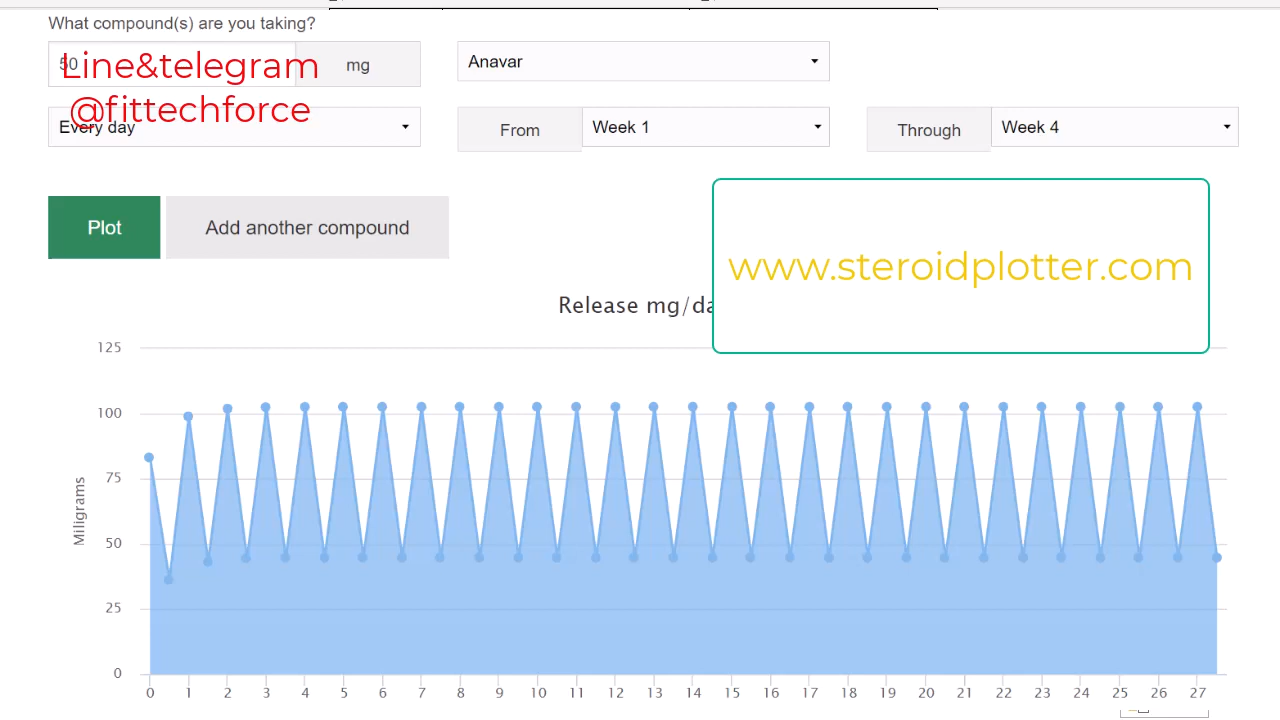 What compound(s) are you taking?
50 mg Anavar
Line&telegram
@fittechforce
Every day From Week 1 Through Week 4
Plot Add another compound
www.steroidplotter.com
Release mg/da
125
100
75
50
25
0
Miligrams
0 1 2 3 4 5 6 7 8 9 10 11 12 13 14 15 16 17 18 19 20 21 22 23 24 25 26 27